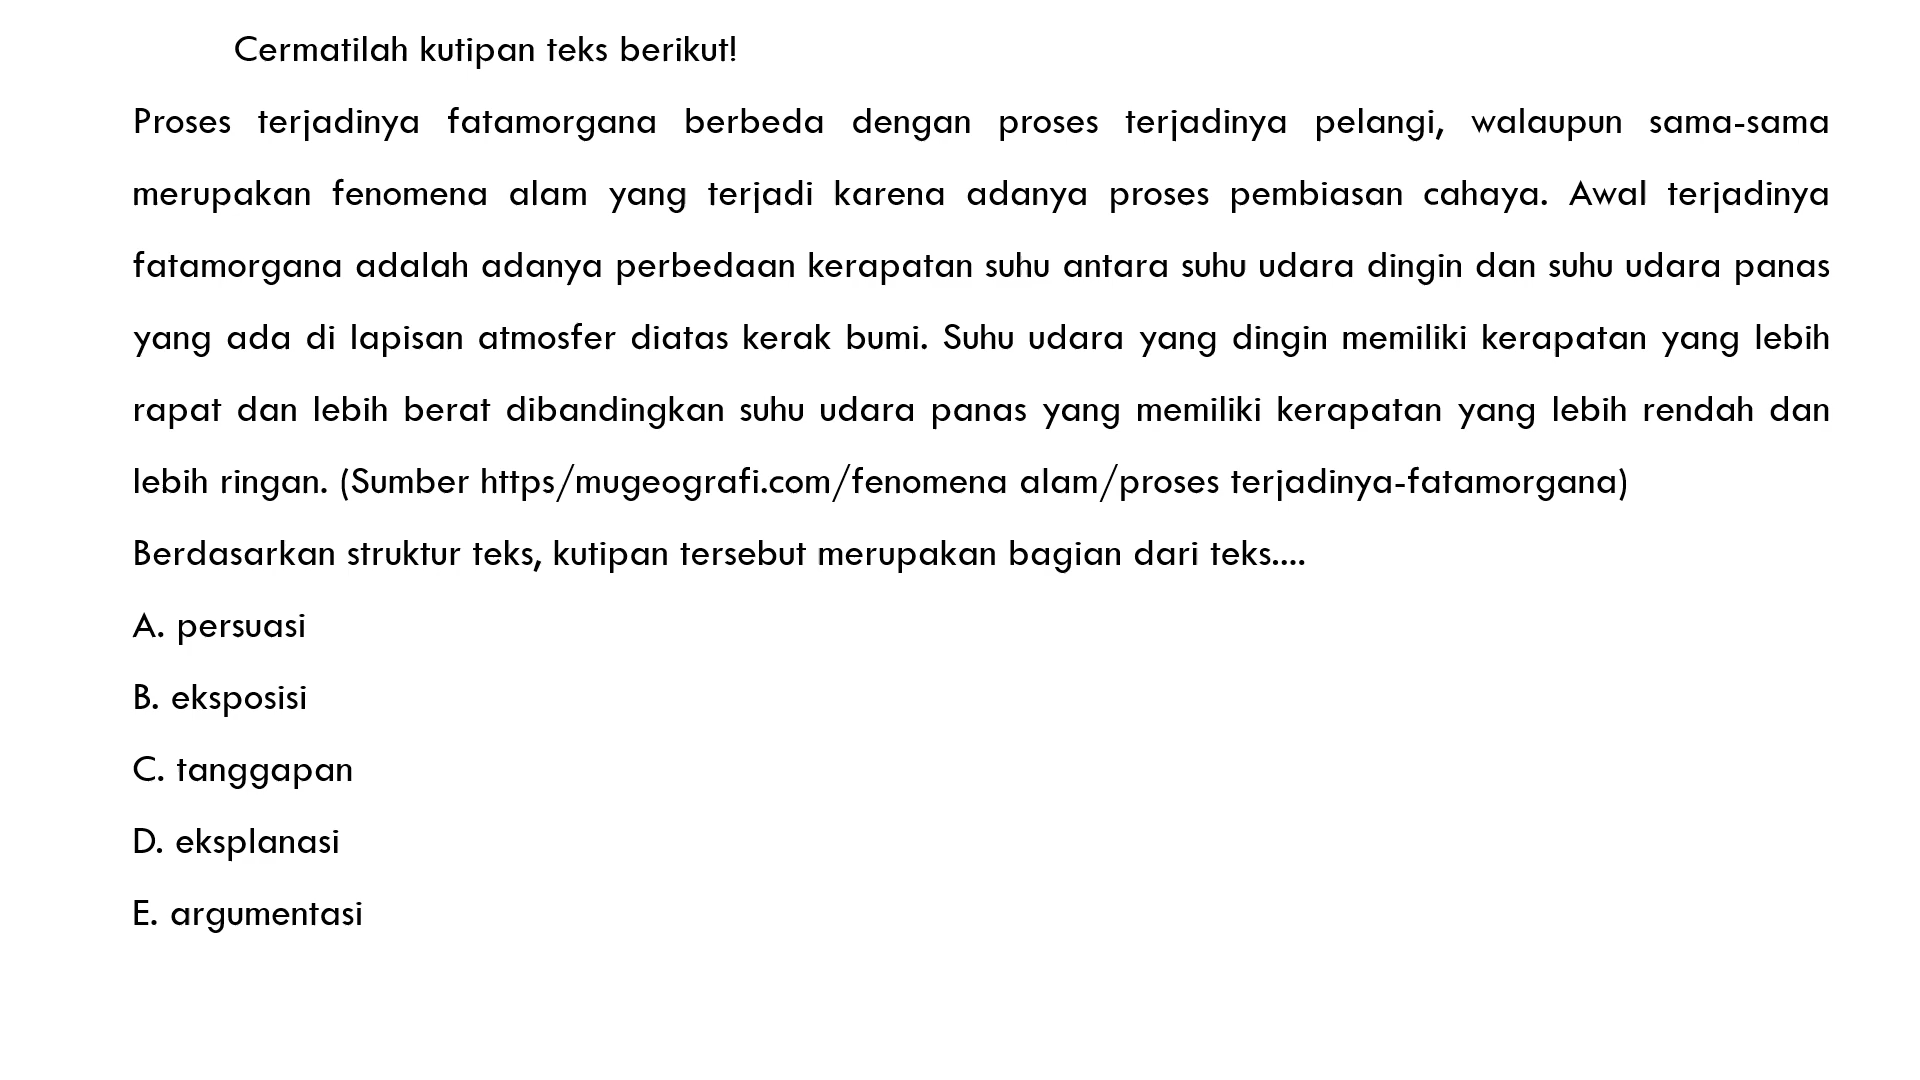 Cermatilah kutipan teks berikut!
Proses terjadinya fatamorgana berbeda dengan proses terjadinya pelangi, walaupun sama-sama
merupakan fenomena alam yang terjadi karena adanya proses pembiasan cahaya. Awal terjadinya
fatamorgana adalah adanya perbedaan kerapatan suhu antara suhu udara dingin dan suhu udara panas
yang ada di lapisan atmosfer diatas kerak bumi. Suhu udara yang dingin memiliki kerapatan yang lebih
rapat dan lebih berat dibandingkan suhu udara panas yang memiliki kerapatan yang lebih rendah dan
lebih ringan. (Sumber https/mugeografi.com/fenomena alam/proses terjadinya-fatamorgana)
Berdasarkan struktur teks, kutipan tersebut merupakan bagian dari teks....
A. persuasi
B. eksposisi
C. tanggapan
D. eksplanasi
E. argumentasi